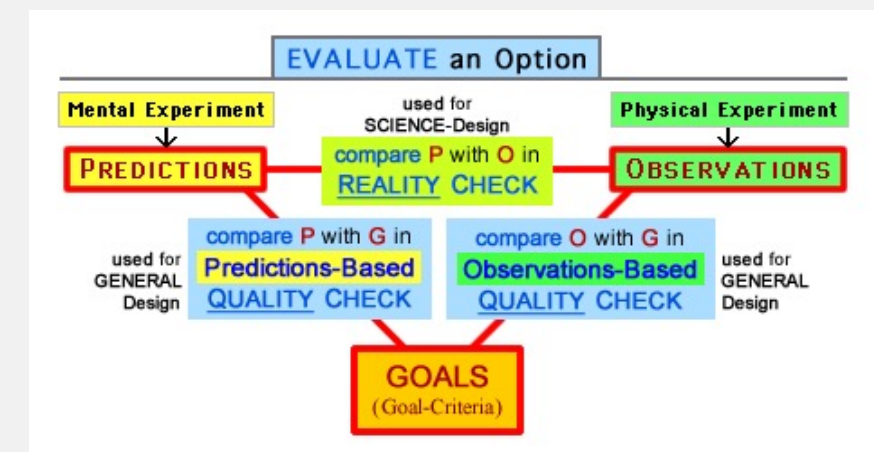 EVALUATE an Option
Mental Experiment
used for
SCIENCE-Design
Physical Experiment
PREDICTIONS
compare P with O in
REALITY CHECK
OBSERVATIONS
used for
GENERAL
Design
compare P with G in
Predictions-Based
QUALITY CHECK
compare O with G in
Observations-Based
QUALITY CHECK
used for
GENERAL
Design
GOALS
(Goal-Criteria)